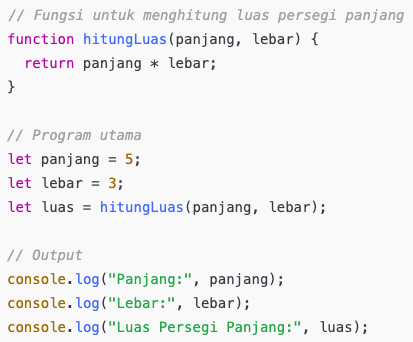 // Fungsi untuk menghitung luas persegi panjang
function hitungLuas(panjang, lebar) {
  return panjang * lebar;
}

// Program utama
let panjang = 5;
let lebar = 3;
let luas = hitungLuas(panjang, lebar);

// Output
console.log("Panjang:", panjang);
console.log("Lebar:", lebar);
console.log("Luas Persegi Panjang:", luas);